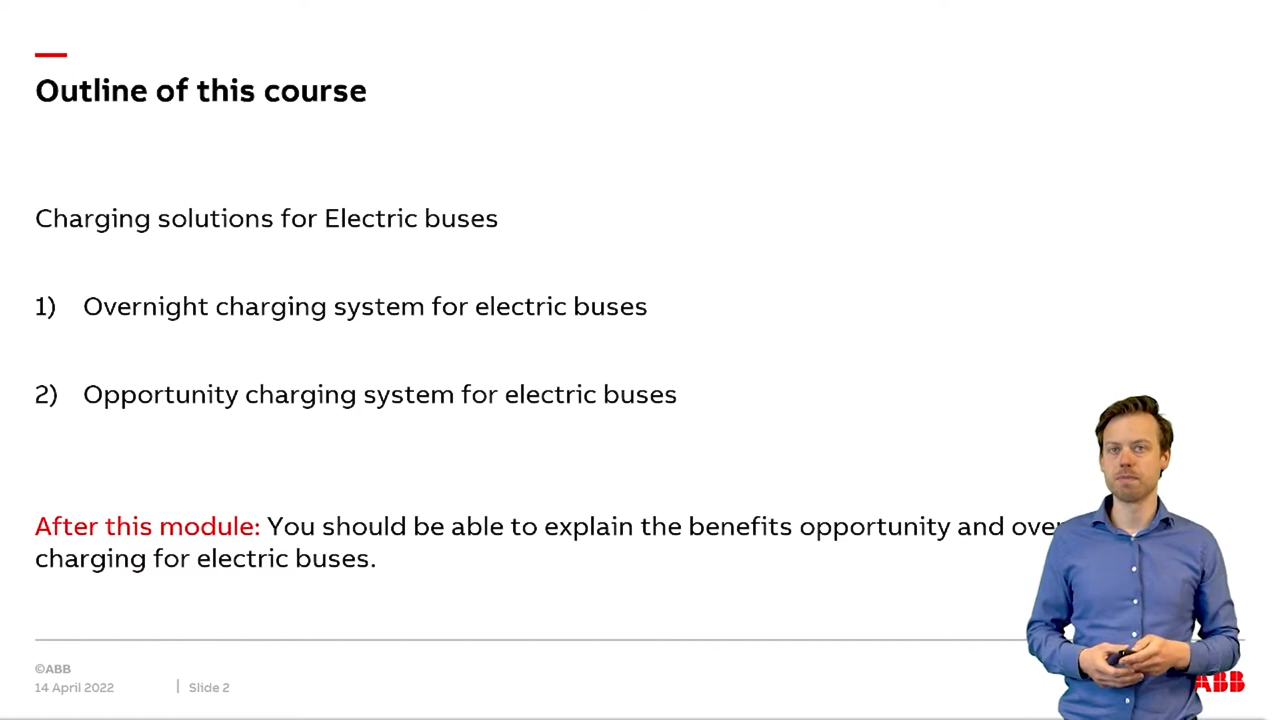 Outline of this course
Charging solutions for Electric buses
1) Overnight charging system for electric buses
2) Opportunity charging system for electric buses
After this module: You should be able to explain the benefits opportunity and
charging for electric buses.
©ABB
14 April 2022 | Slide 2
ABB